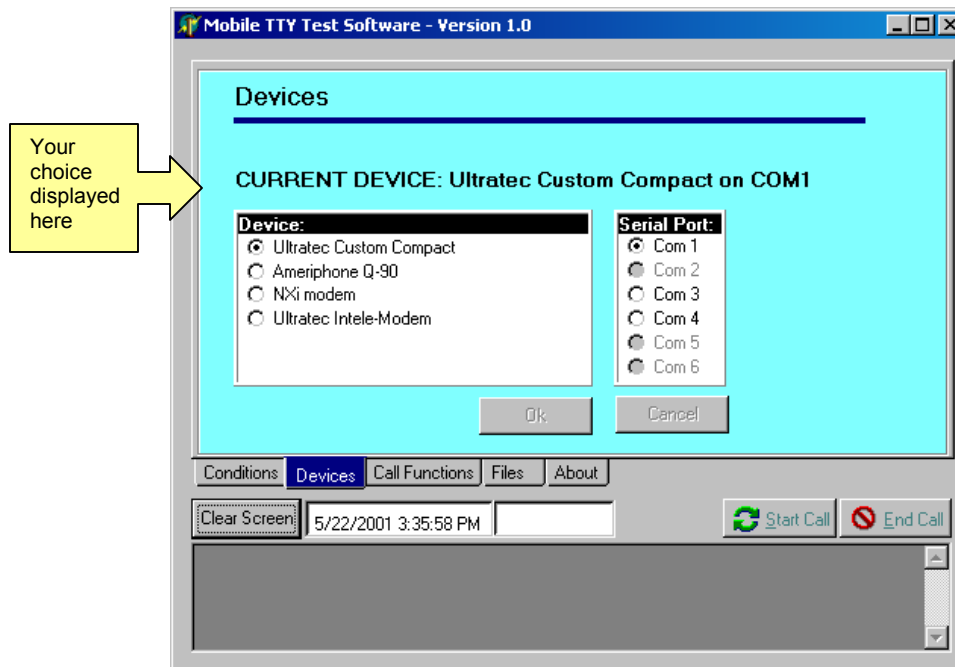 Mobile TTY Test Software - Version 1.0
Devices
Your
choice
displayed
here
CURRENT DEVICE: Ultratec Custom Compact on COM1
Device:
Ultratec Custom Compact
Ameriphone Q-90
NXi modem
Ultratec Intele-Modem
Serial Port:
Com 1
Com 2
Com 3
Com 4
Com 5
Com 6
Ok
Cancel
Conditions
Devices
Call Functions
Files
About
Clear Screen
5/22/2001 3:35:58 PM
Start Call
End Call